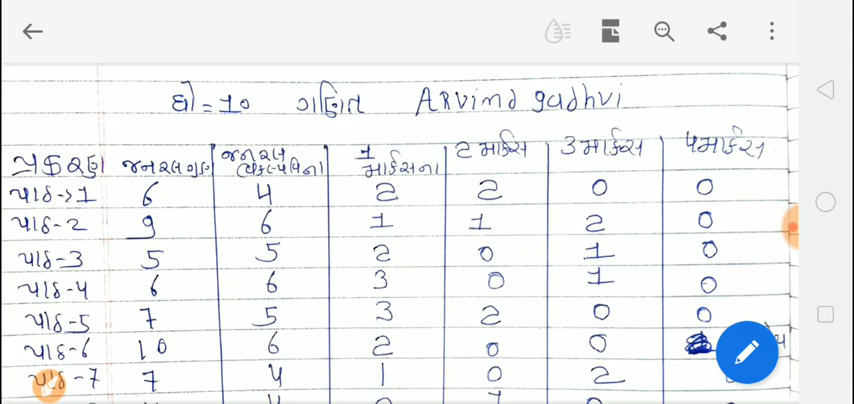 ધો = 10 ગણિત Arvind gadhvi
પ્રકરણ જનરલ ગુણ જનરલ વિકલ્પ વિના 1 માર્કસના 2 માર્કસ 3 માર્કસ 4 માર્કસ
પાઠ->1 6 4 2 2 0 0
પાઠ-2 9 6 1 1 2 0
પાઠ-3 5 5 2 0 1 0
પાઠ-4 6 6 3 0 1 0
પાઠ-5 7 5 3 2 0 0
પાઠ-6 10 6 2 0 0
પાઠ-7 7 4 1 0 2